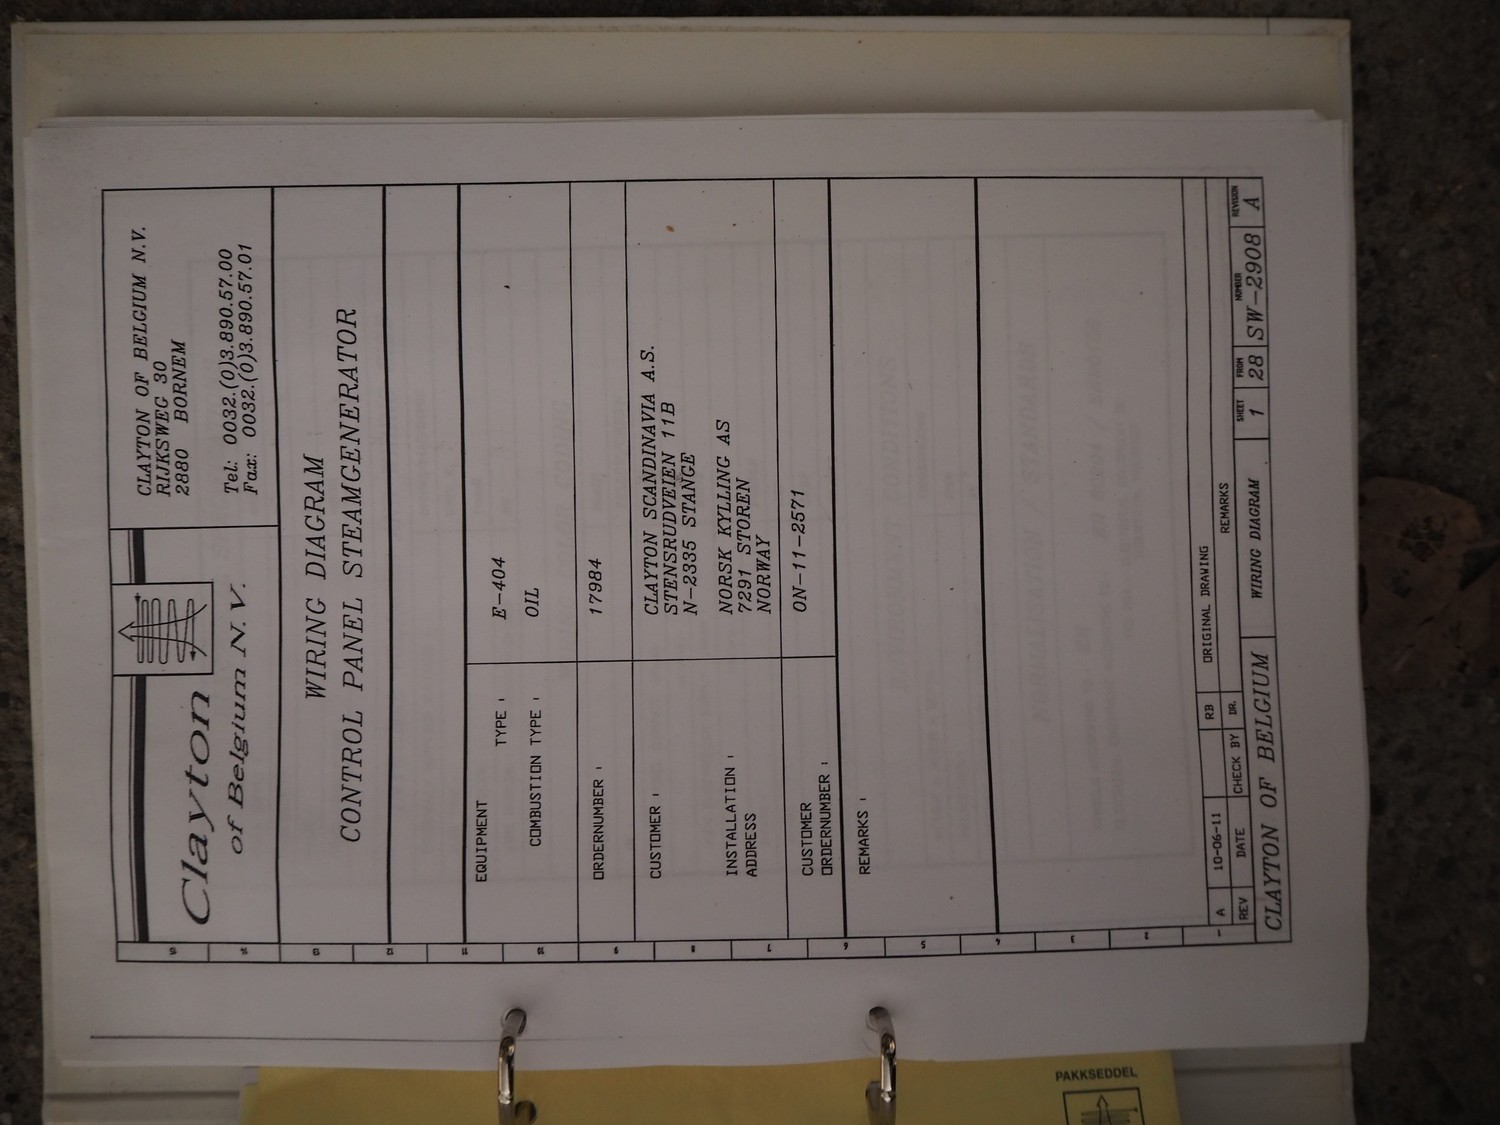 Clayton
of Belgium N.V.
CLAYTON OF BELGIUM N.V.
RIJKSWEG 30
2880 BORNEM
Tel: 0032.(0)3.890.57.00
Fax: 0032.(0)3.890.57.01
WIRING DIAGRAM
CONTROL PANEL STEAMGENERATOR
EQUIPMENT
TYPE : E-404
COMBUSTION TYPE : OIL
ORDERNUMBER : 17984
CUSTOMER : CLAYTON SCANDINAVIA A.S.
STENSRUDVEIEN 11B
N-2335 STANGE
INSTALLATION : NORSK KYLLING AS
ADDRESS 7291 STOREN
NORWAY
CUSTOMER ON-11-2571
ORDERNUMBER :
REMARKS :
A 10-06-11 RB ORIGINAL DRAWING
REV DATE CHECK BY DR. REMARKS
CLAYTON OF BELGIUM WIRING DIAGRAM SHEET 1 FROM 28 NUMBER SW-2908 REVISION A
PAKKSEDDEL